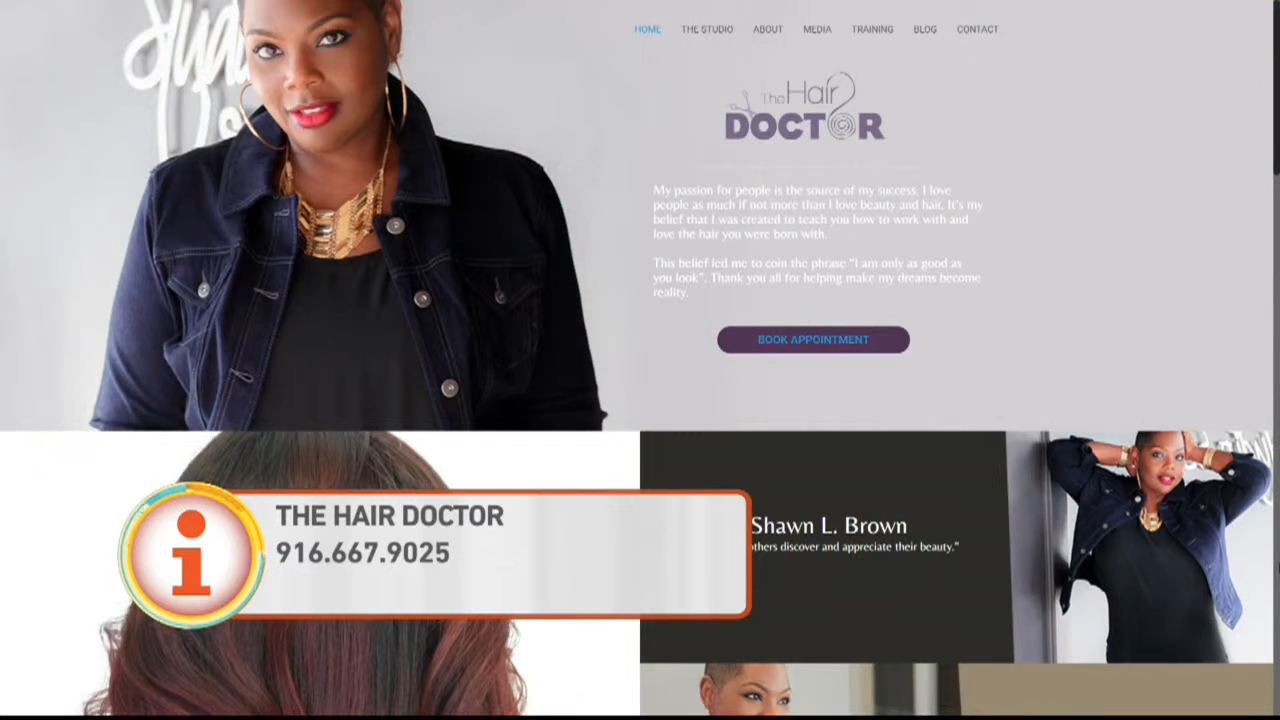 HOME THE STUDIO ABOUT MEDIA TRAINING BLOG CONTACT
The Hair
DOCTOR
My passion for people is the source of my success. I love
people as much if not more than I love beauty and hair. It's my
belief that I was created to teach you how to work with and
love the hair you were born with.
This belief led me to coin the phrase "I am only as good as
you look". Thank you all for helping make my dreams become
reality.
BOOK APPOINTMENT
THE HAIR DOCTOR
916.667.9025
Shawn L. Brown
others discover and appreciate their beauty."